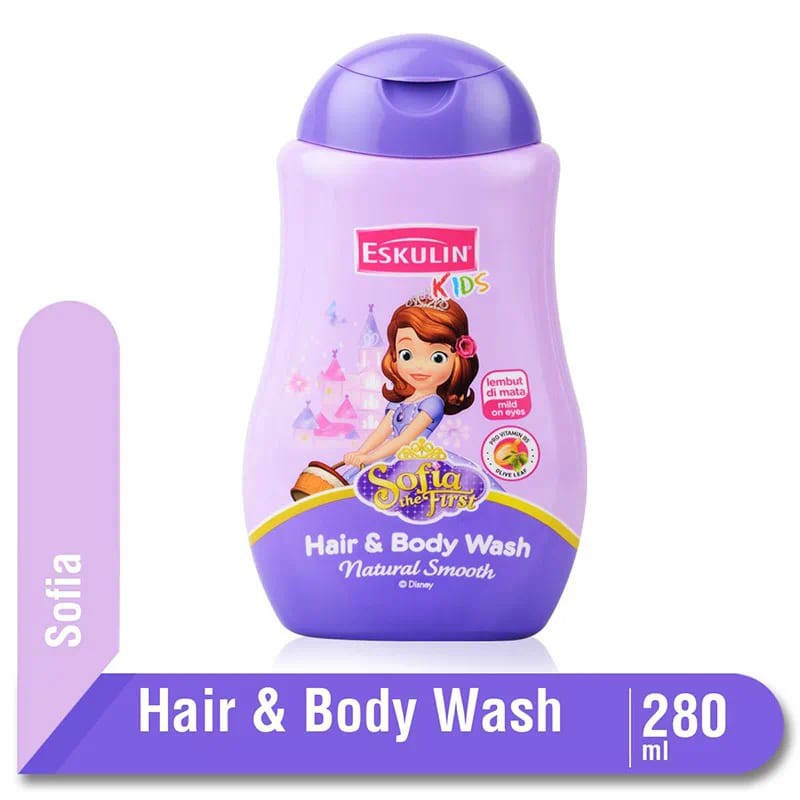 ESKULIN
KIDS
lembut
di mata
mild
on eyes
PRO VITAMIN B5
OLIVE LEAF
Sofia
the First
Hair & Body Wash
Natural Smooth
© Disney
Sofia
Hair & Body Wash
280
ml